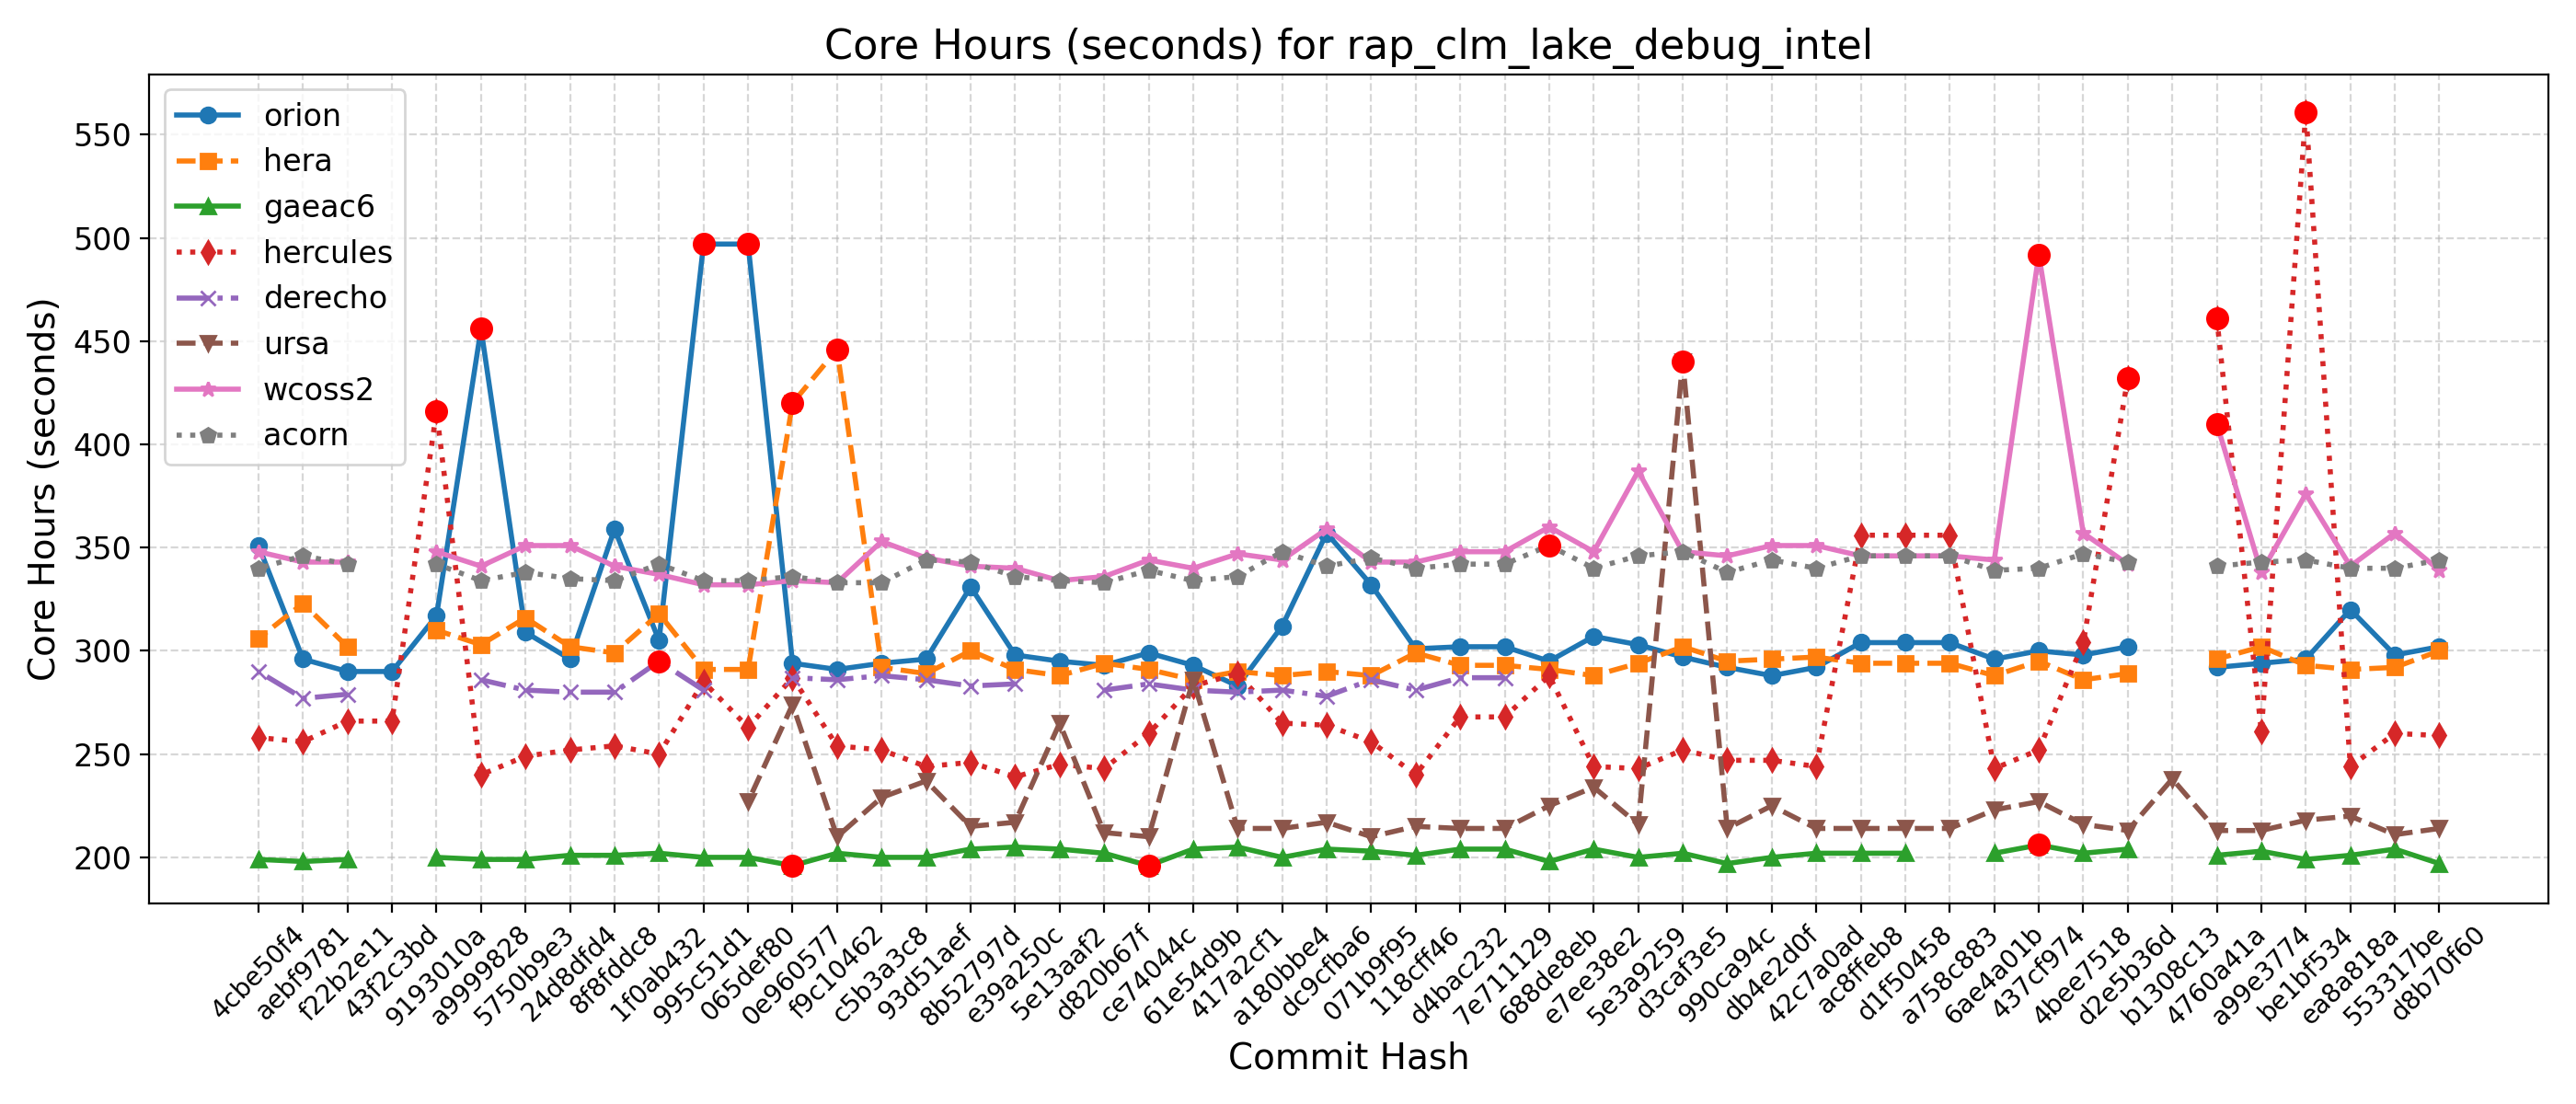 Core Hours (seconds) for rap_clm_lake_debug_intel
orion
hera
gaeac6
hercules
derecho
ursa
wcoss2
acorn
Core Hours (seconds)
550
500
450
400
350
300
250
200
4cbe50f4
aebf9781
f22b2e11
43f2c3bd
9193010a
a9999828
5750b9e3
24d8dfd4
8f8fddc8
1f0ab432
995c51d1
065def80
0e960577
f9c10462
c5b3a3c8
93d51aef
8b52797d
e39a250c
5e13aaf2
d820b67f
ce74044c
61e54d9b
417a2cf1
a180bbe4
dc9cfba6
071b9f95
118cff46
d4bac232
7e711129
688de8eb
e7ee38e2
5e3a9259
d3caf3e5
990ca94c
db4e2d0f
42c7a0ad
ac8ffeb8
d1f50458
a758c883
6ae4a01b
437cf974
4bee7518
d2e5b36d
b1308c13
4760a41a
a99e3774
be1bf534
ea8a818a
553317be
d8b70f60
Commit Hash